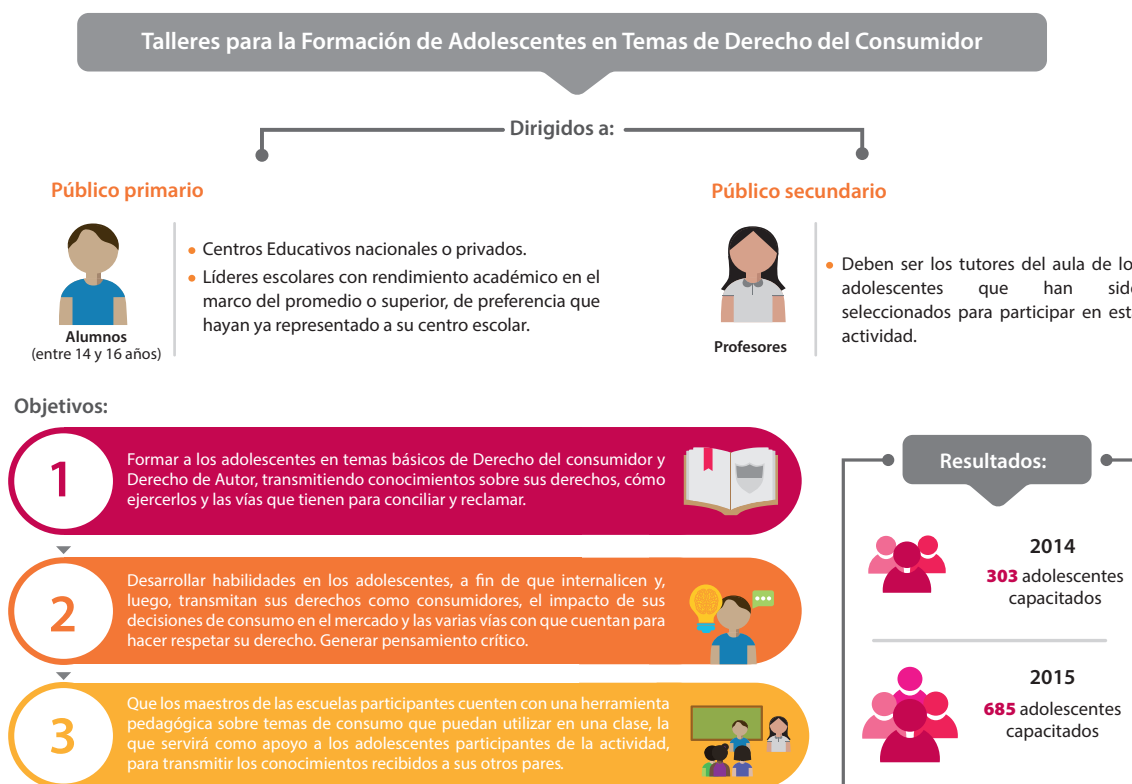 Talleres para la Formación de Adolescentes en Temas de Derecho del Consumidor
Dirigidos a:
Público primario
Alumnos
(entre 14 y 16 años)
• Centros Educativos nacionales o privados.
• Líderes escolares con rendimiento académico en el
marco del promedio o superior, de preferencia que
hayan ya representado a su centro escolar.
Público secundario
Profesores
• Deben ser los tutores del aula de lo
adolescentes que han sid
seleccionados para participar en est
actividad.
Objetivos:
1
Formar a los adolescentes en temas básicos de Derecho del consumidor y
Derecho de Autor, transmitiendo conocimientos sobre sus derechos, cómo
ejercerlos y las vías que tienen para conciliar y reclamar.
2
Desarrollar habilidades en los adolescentes, a fin de que internalicen y,
luego, transmitan sus derechos como consumidores, el impacto de sus
decisiones de consumo en el mercado y las varias vías con que cuentan para
hacer respetar su derecho. Generar pensamiento crítico.
3
Que los maestros de las escuelas participantes cuenten con una herramienta
pedagógica sobre temas de consumo que puedan utilizar en una clase, la
que servirá como apoyo a los adolescentes participantes de la actividad,
para transmitir los conocimientos recibidos a sus otros pares.
Resultados:
2014
303 adolescentes
capacitados
2015
685 adolescentes
capacitados